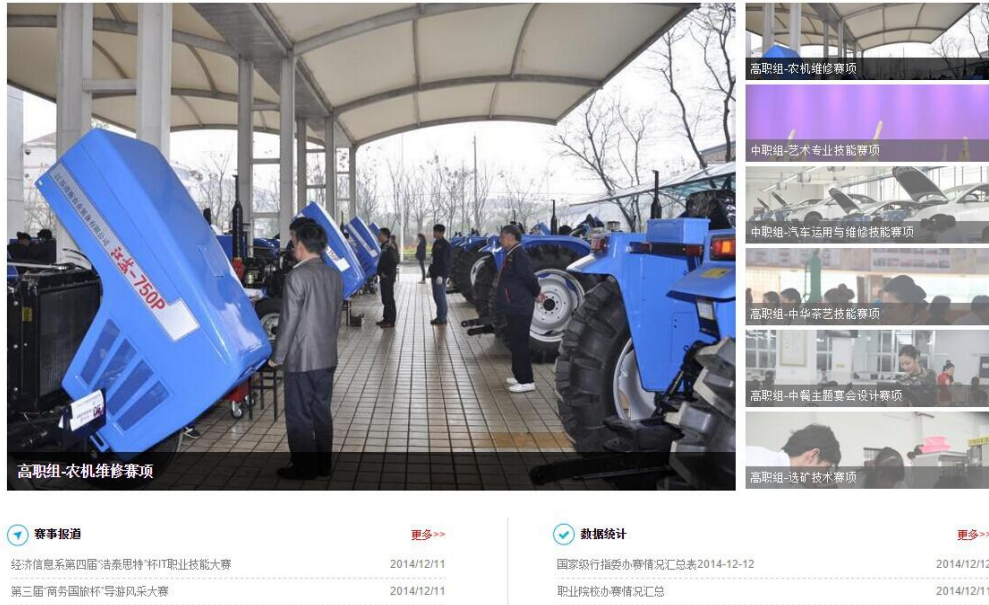 江苏-750P
高职组-农机维修赛项
高职组-农机维修赛项
中职组-艺术专业技能赛项
中职组-汽车运用与维修技能赛项
高职组-中华茶艺技能赛项
高职组-中餐主题宴会设计赛项
高职组-选矿技术赛项
赛事报道
更多>>
经济信息系第四届“浩泰思特”杯IT职业技能大赛 2014/12/11
第三届“商务国旅杯”导游风采大赛 2014/12/11
数据统计
更多>>
国家级行指委办赛情况汇总表2014-12-12 2014/12/12
职业院校办赛情况汇总 2014/12/11